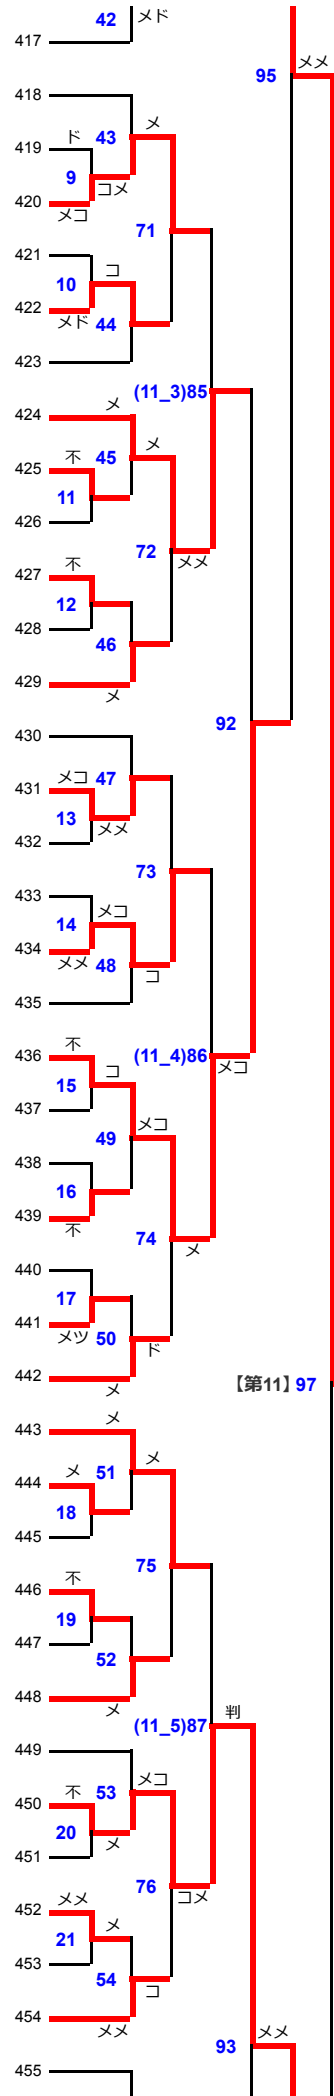 42 メド
417
95 メメ
418
43 メ
419 ド
9 コメ
420 メコ
71
421
10 コ
422 メド 44
423
(11_3)85
424 メ
45 メ
425 不
11
426
72 メメ
427 不
12
428
46
429 メ
92
430
431 メコ 47
13 メメ
432
73
433
14 メコ
434 メメ 48 コ
435
436 不 (11_4)86 メコ
15 コ
437
49 メコ
438
16
439 不
74 メ
440
17
441 メツ 50 ド
442 メ
【第11】97
443 メ
51 メ
444 メ
18
445
75
446 不
19
447
52
448 メ
(11_5)87 判
449
53 メコ
450 不
20 メ
451
76 コメ
452 メメ
21 メ
453
54 コ
454 メメ
93 メメ
455